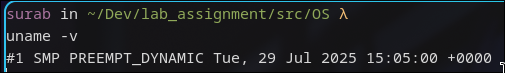 surab in ~/Dev/lab_assignment/src/OS λ
uname -v
#1 SMP PREEMPT_DYNAMIC Tue, 29 Jul 2025 15:05:00 +0000